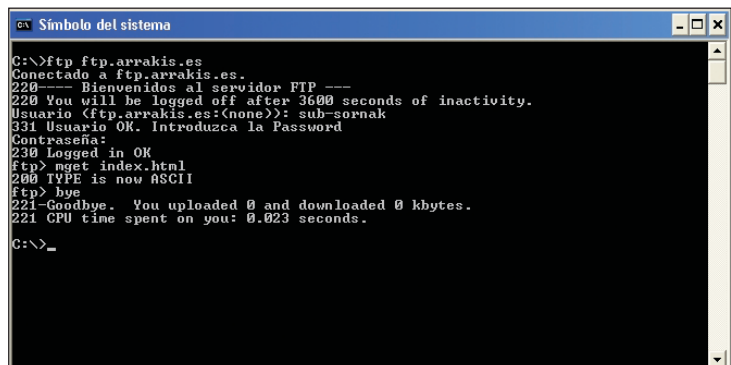 Símbolo del sistema
C:\>ftp ftp.arrakis.es
Conectado a ftp.arrakis.es.
220---- Bienvenidos al servidor FTP ---
220 You will be logged off after 3600 seconds of inactivity.
Usuario (ftp.arrakis.es:(none)): sub-sornak
331 Usuario OK. Introduzca la Password
Contraseña:
230 Logged in OK
ftp> mget index.html
200 TYPE is now ASCII
ftp> bye
221-Goodbye.  You uploaded 0 and downloaded 0 kbytes.
221 CPU time spent on you: 0.023 seconds.
C:\>_